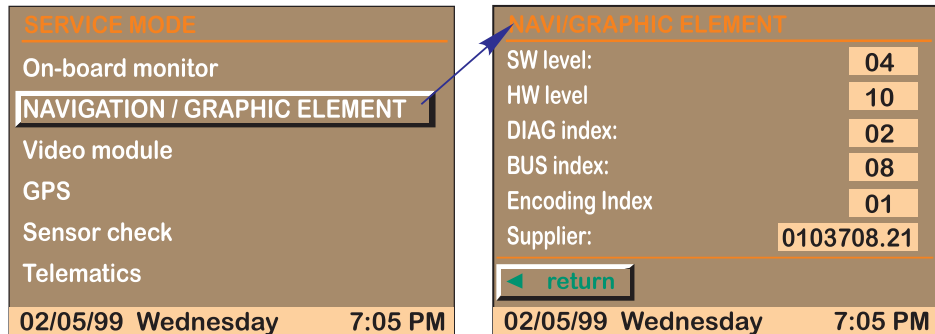 SERVICE MODE
On-board monitor
NAVIGATION / GRAPHIC ELEMENT
Video module
GPS
Sensor check
Telematics
02/05/99 Wednesday 7:05 PM
NAVI/GRAPHIC ELEMENT
SW level: 04
HW level 10
DIAG index: 02
BUS index: 08
Encoding Index 01
Supplier: 0103708.21
◄ return
02/05/99 Wednesday 7:05 PM